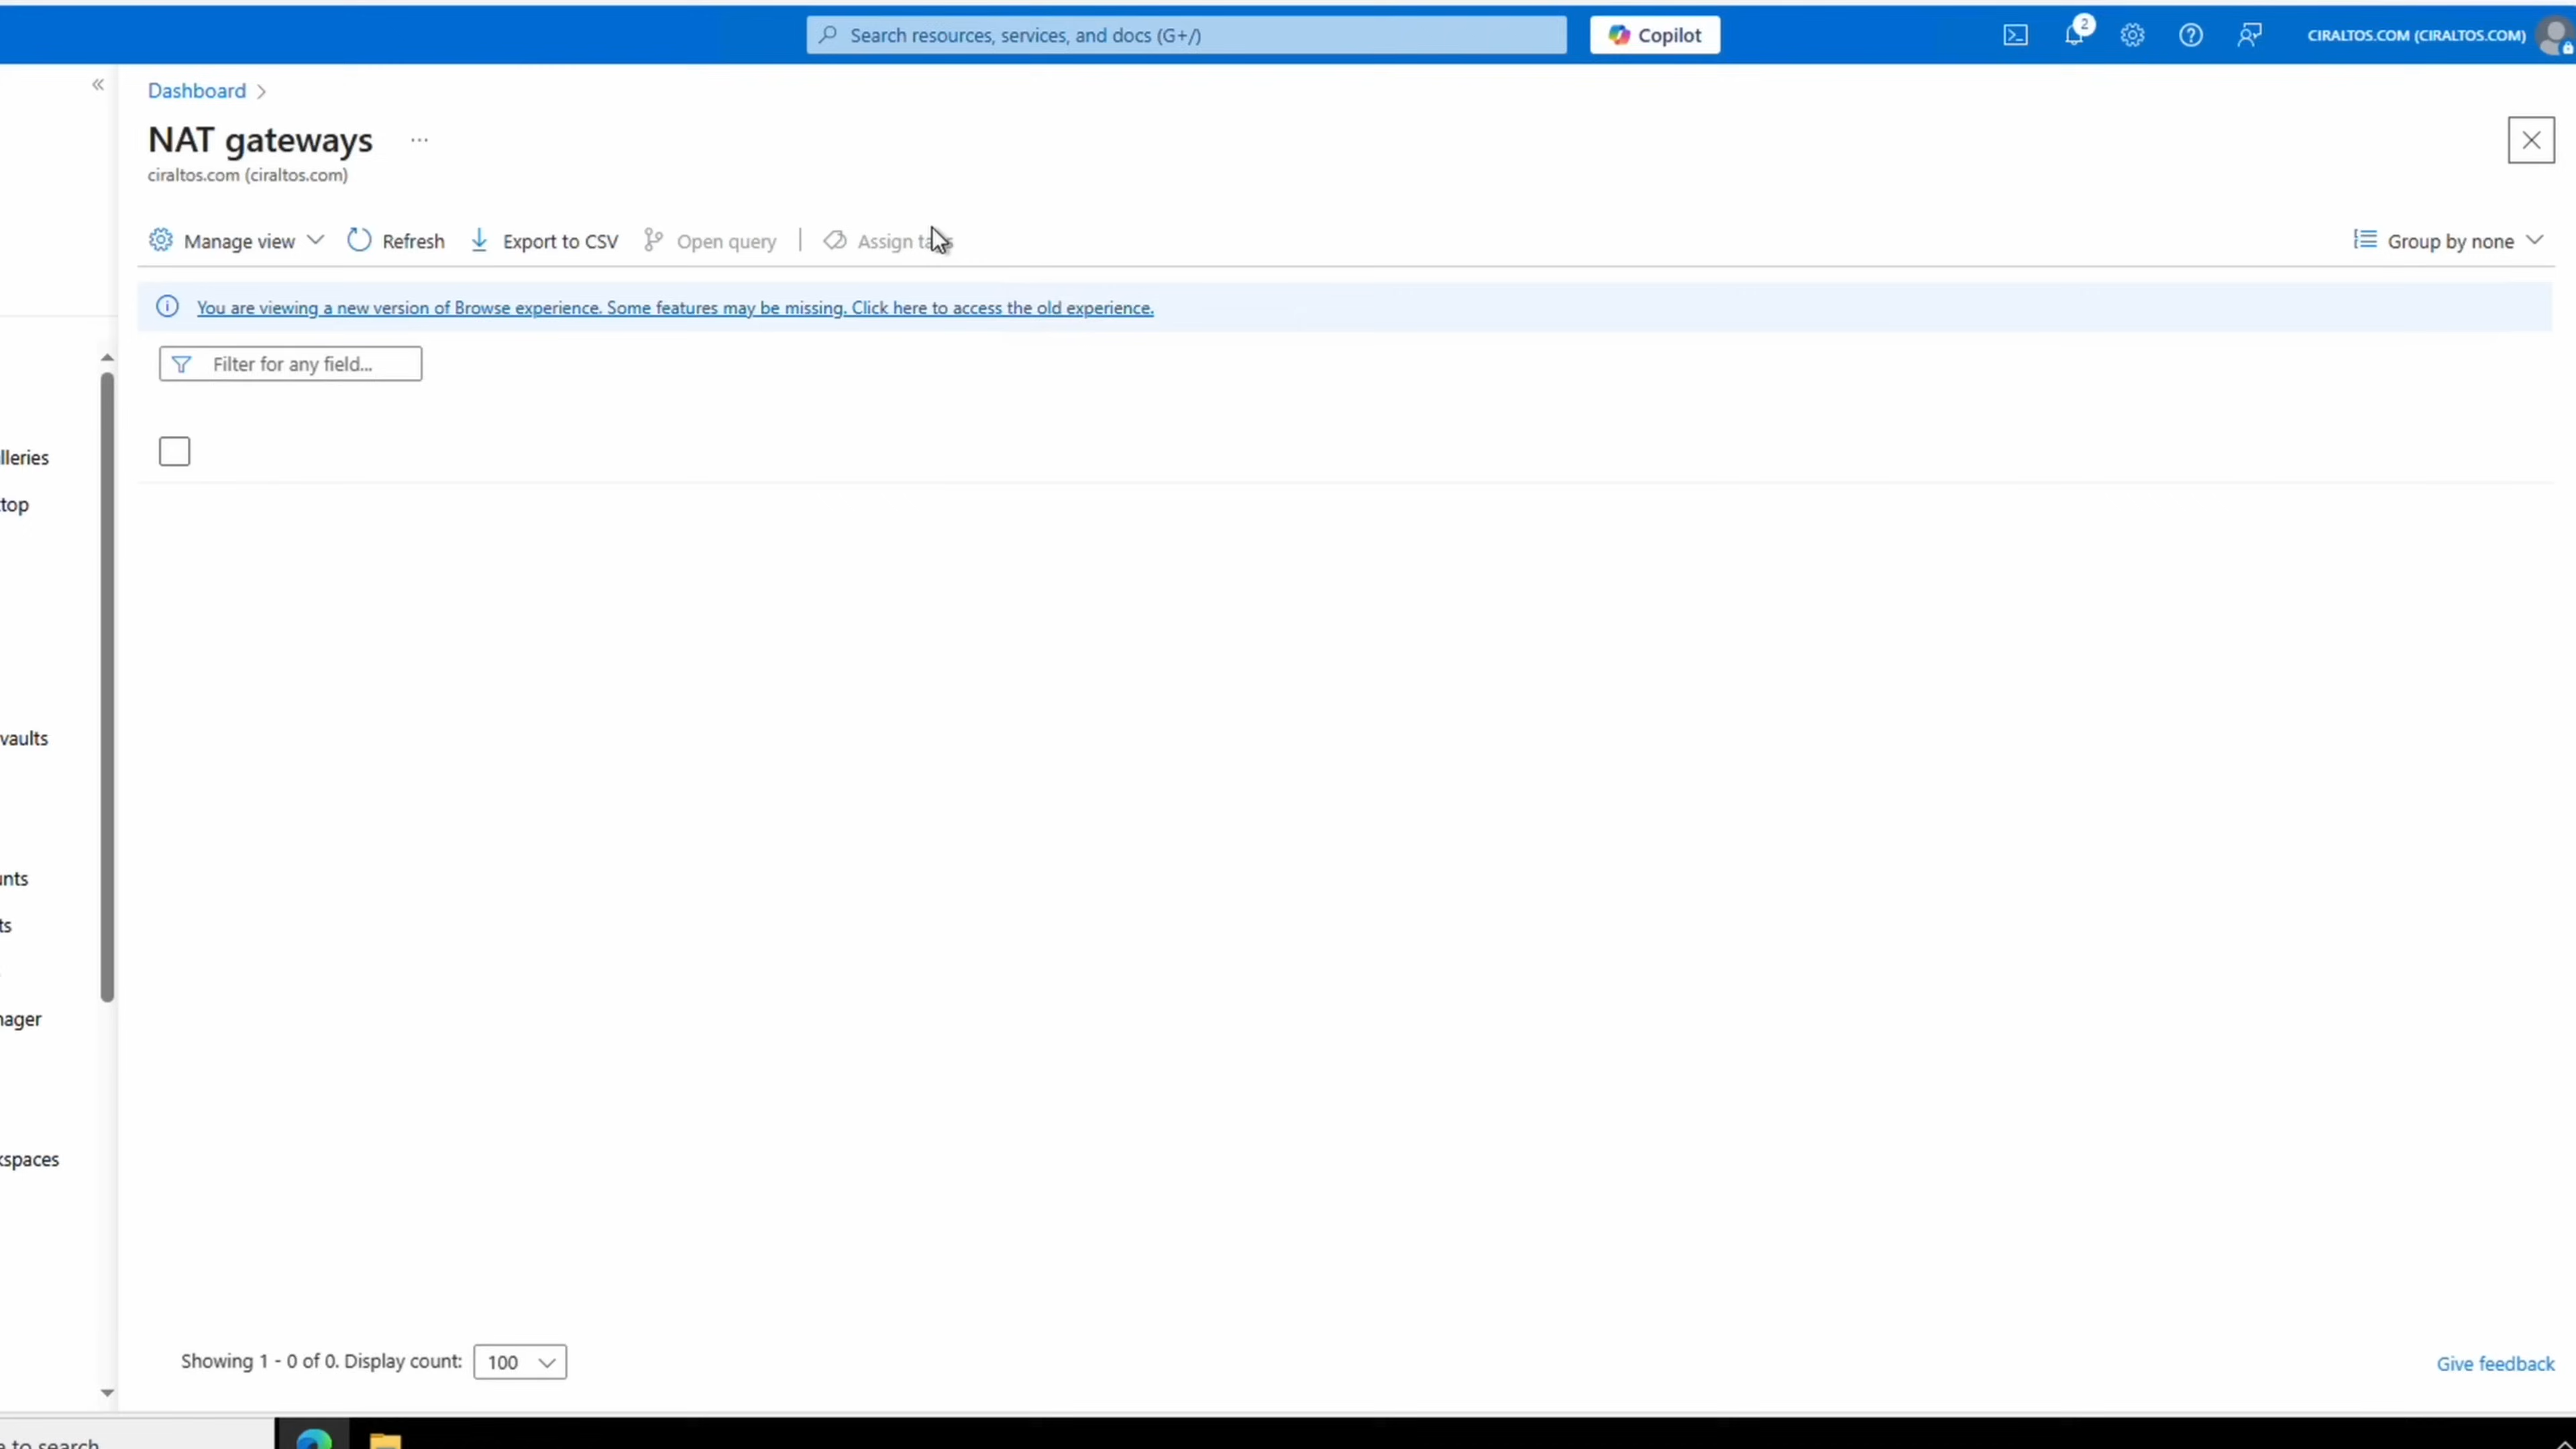 Search resources, services, and docs (G+/)
Copilot
2
CIRALTOS.COM (CIRALTOS.COM)
Dashboard
NAT gateways
...
ciraltos.com (ciraltos.com)
Manage view
Refresh
Export to CSV
Open query
Assign
Group by none
You are viewing a new version of Browse experience. Some features may be missing. Click here to access the old experience.
Filter for any field...
lleries
top
vaults
unts
ts
nager
kspaces
Showing 1 - 0 of 0. Display count:
100
Give feedback
to search